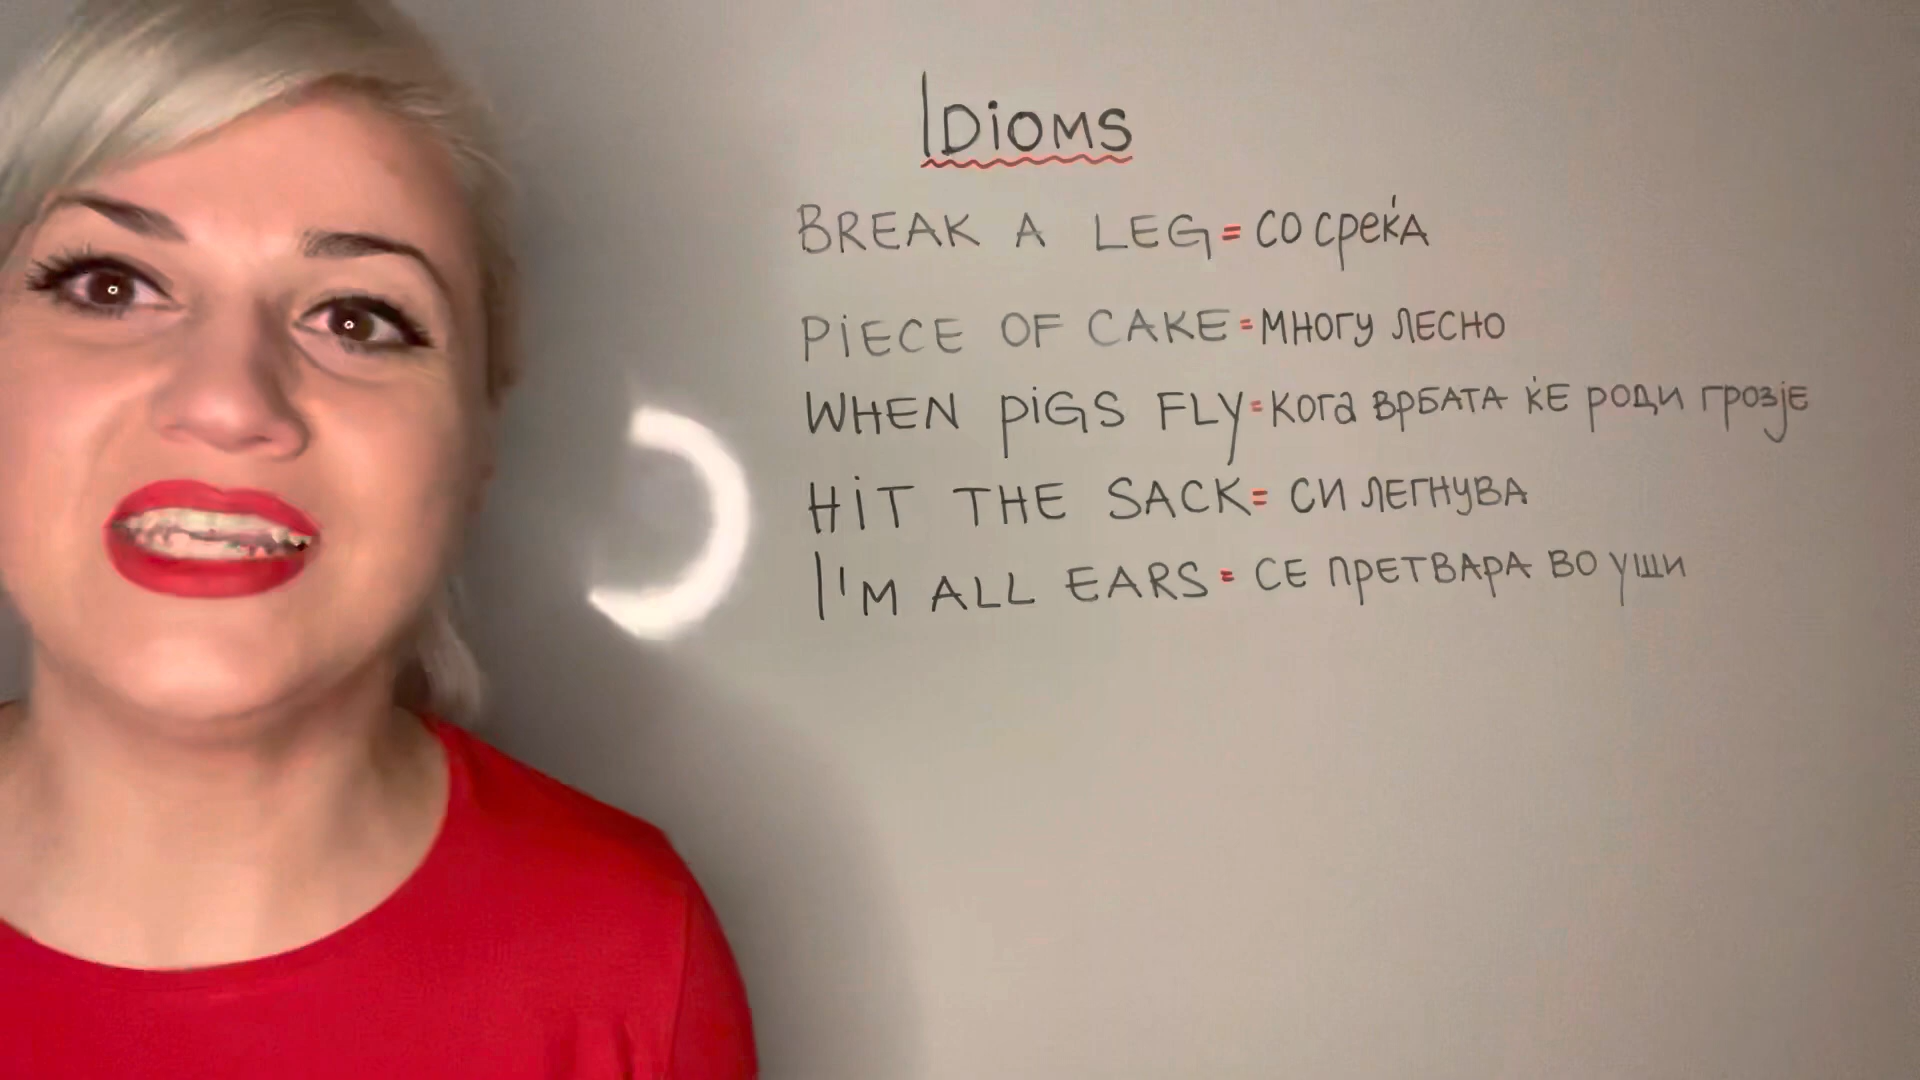 Idioms
BREAK A LEG = СО СРЕЌА
PIECE OF CAKE = МНОГУ ЛЕСНО
WHEN PIGS FLY = КОГА ВРБАТА ЌЕ РОДИ ГРОЗЈЕ
HIT THE SACK = СИ ЛЕГНУВА
I'M ALL EARS = СЕ ПРЕТВАРА ВО УШИ